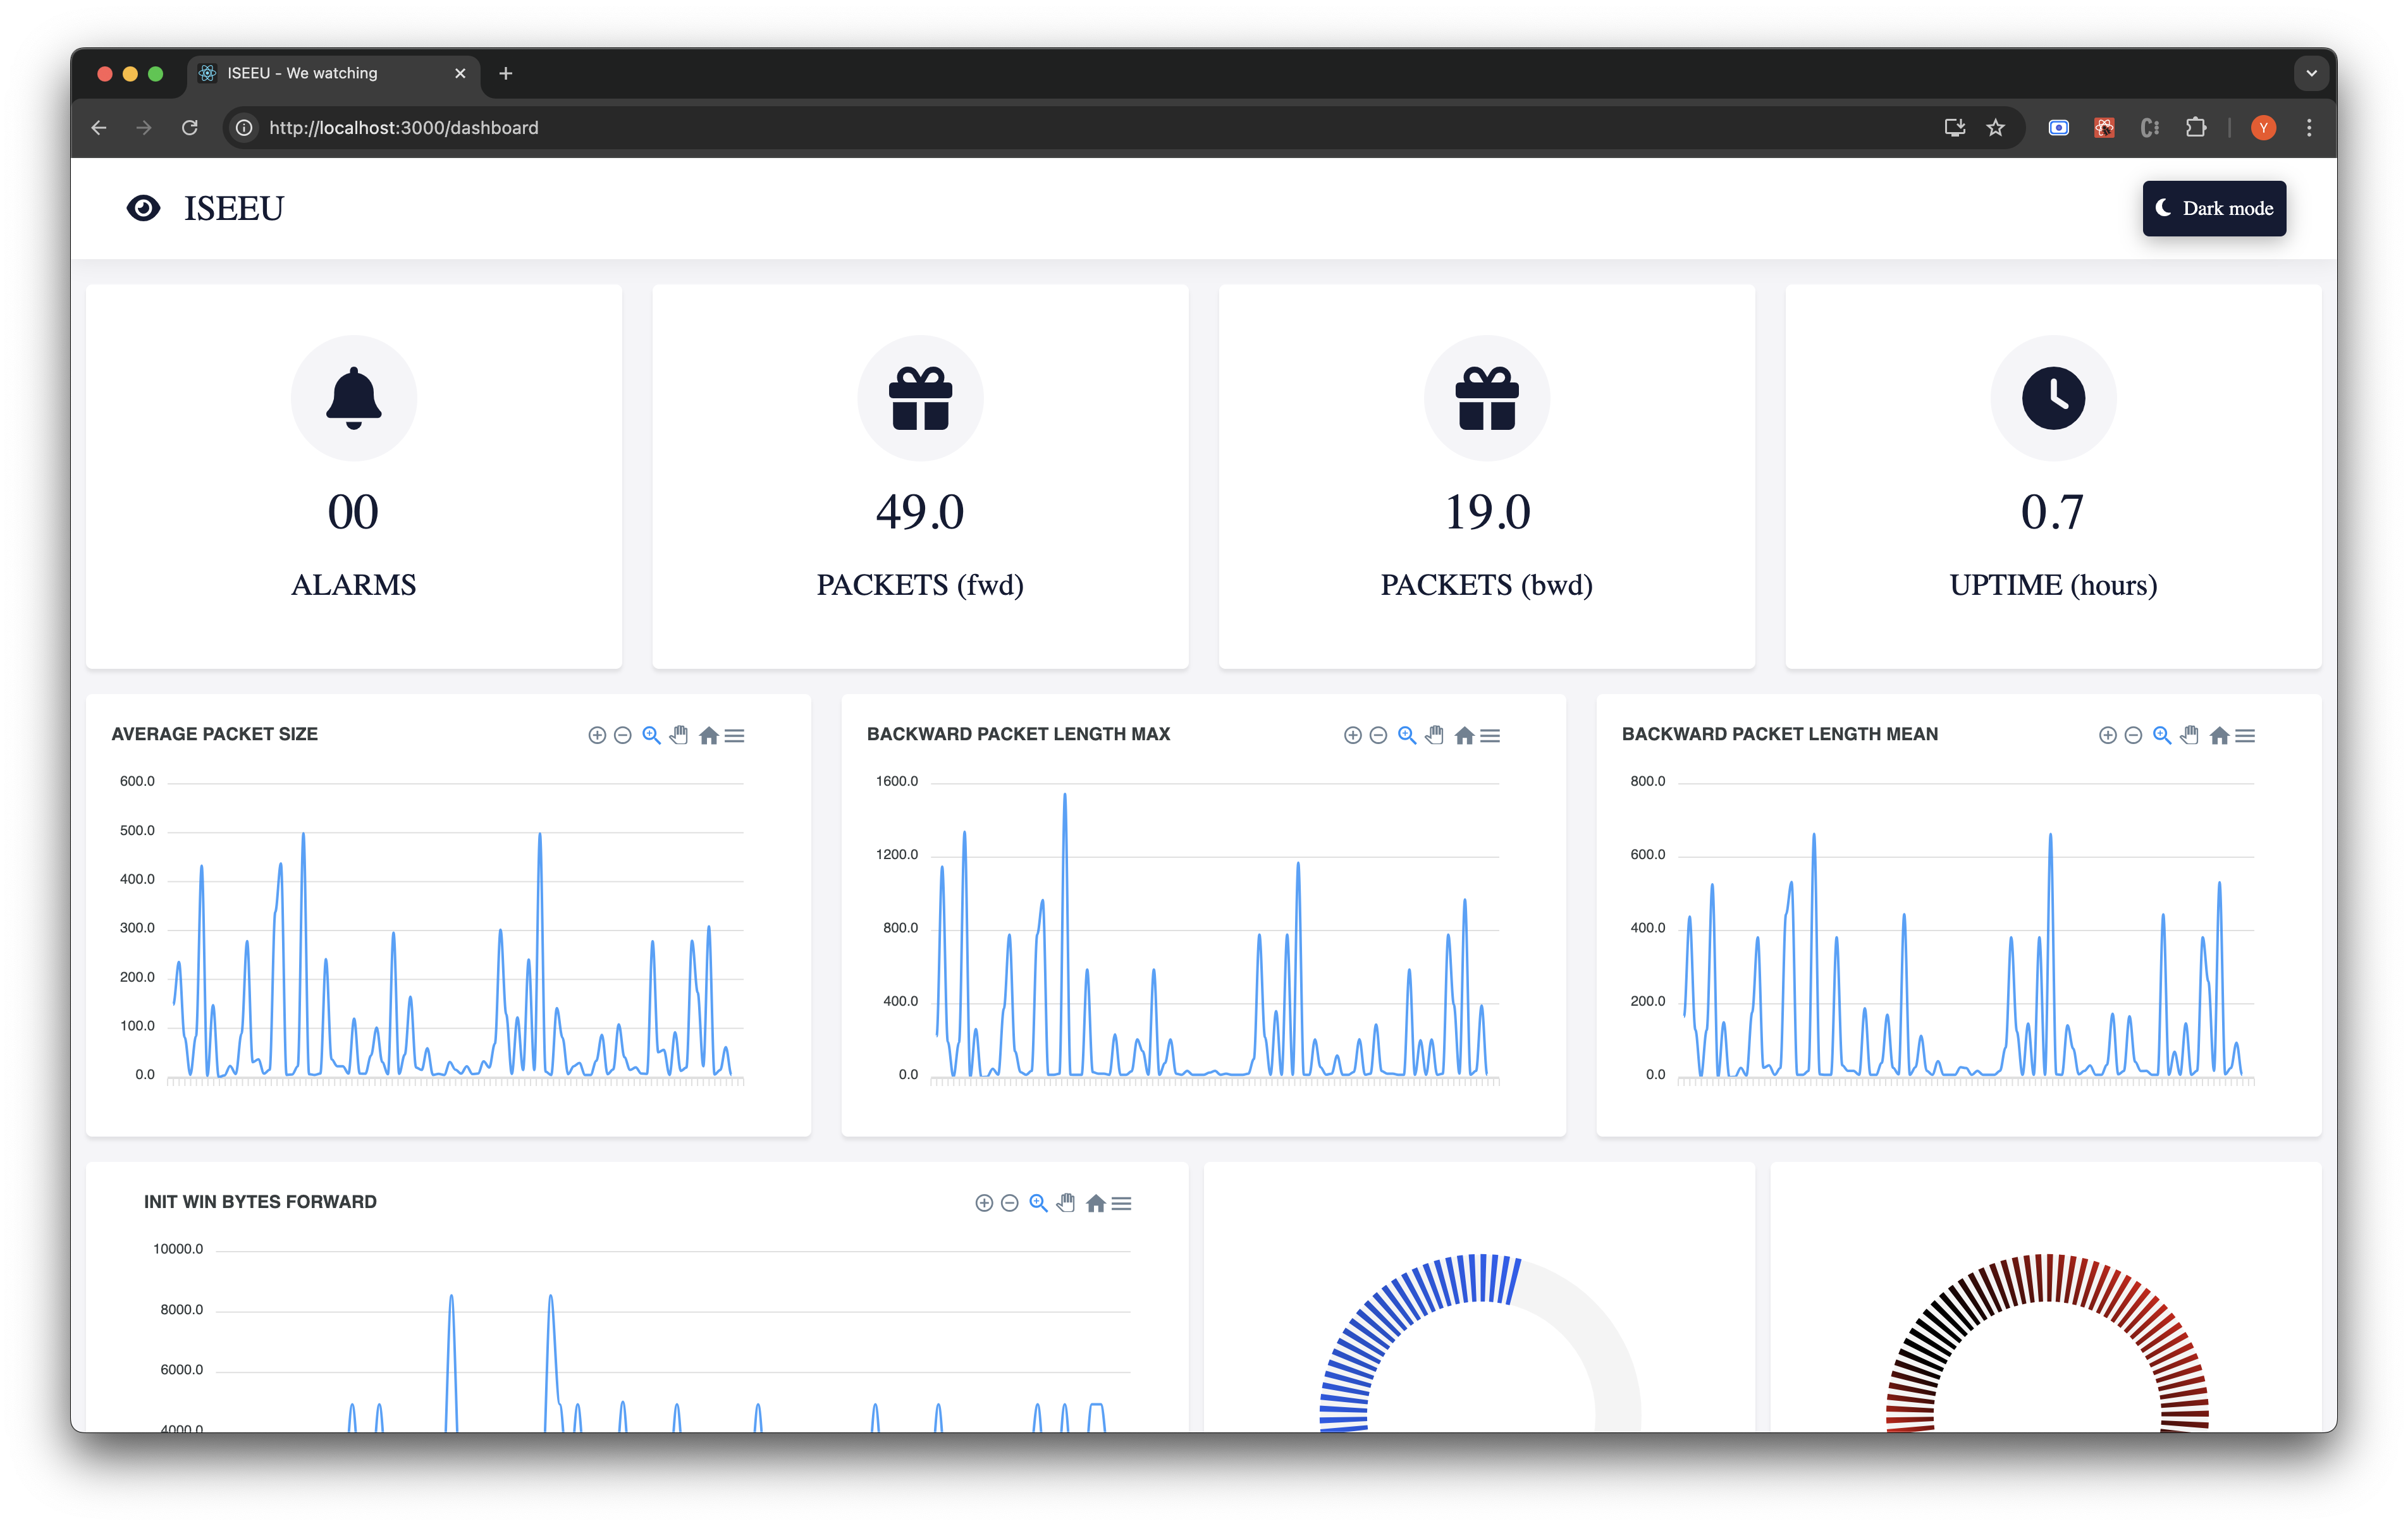 ISEEU - We watching
http://localhost:3000/dashboard
Y
ISEEU
Dark mode
00
ALARMS
49.0
PACKETS (fwd)
19.0
PACKETS (bwd)
0.7
UPTIME (hours)
AVERAGE PACKET SIZE
600.0
500.0
400.0
300.0
200.0
100.0
0.0
BACKWARD PACKET LENGTH MAX
1600.0
1200.0
800.0
400.0
0.0
BACKWARD PACKET LENGTH MEAN
800.0
600.0
400.0
200.0
0.0
INIT WIN BYTES FORWARD
10000.0
8000.0
6000.0
4000.0